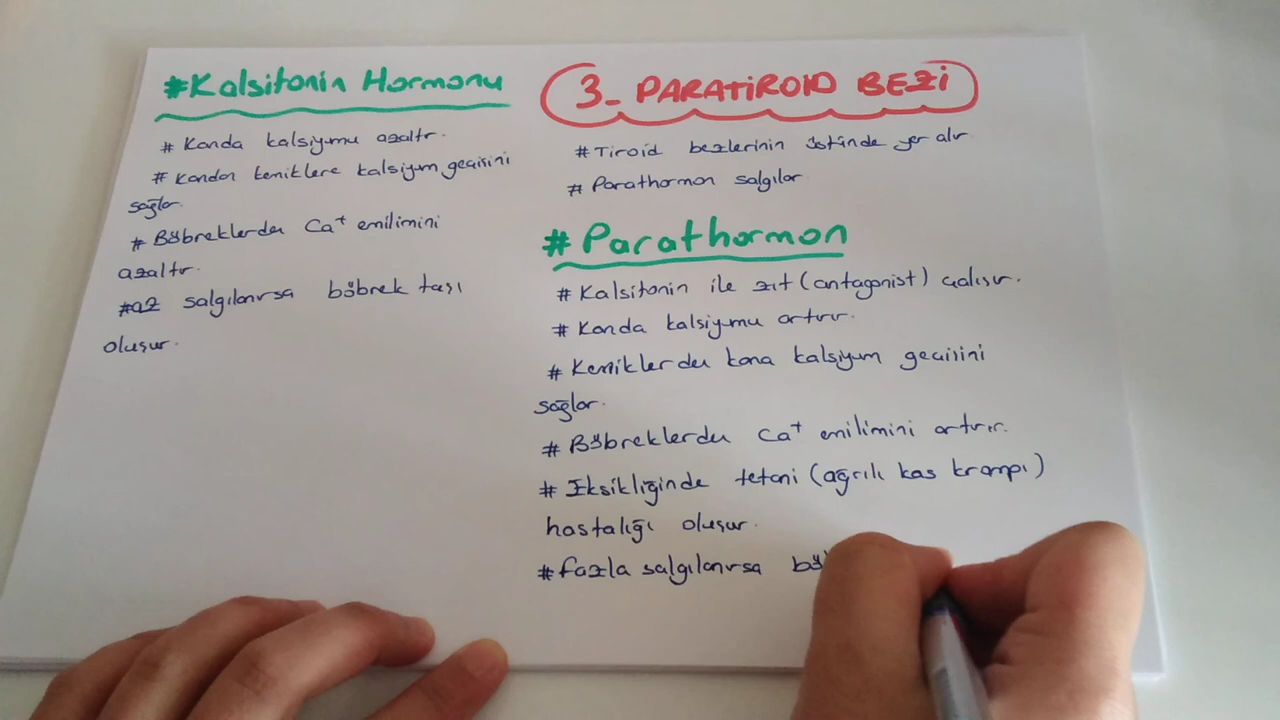 #Kalsitonin Hormonu
# Kanda kalsiyumu azaltır.
# Kandan kemiklere kalsiyum geçişini
sağlar.
# Böbreklerden Ca⁺ emilimini
azaltır.
#az salgılanırsa böbrek taşı
oluşur.
3- PARATİROİD BEZİ
#Tiroid bezlerinin üstünde yer alır
# Parathormon salgılar
#Parathormon
# Kalsitonin ile zıt (antagonist) çalışır.
# Kanda kalsiyumu artırır.
# Kemiklerden kana kalsiyum geçişini
sağlar.
# Böbreklerden Ca⁺ emilimini artırır.
# Eksikliğinde tetani (ağrılı kas krampı)
hastalığı oluşur.
#fazla salgılanırsa